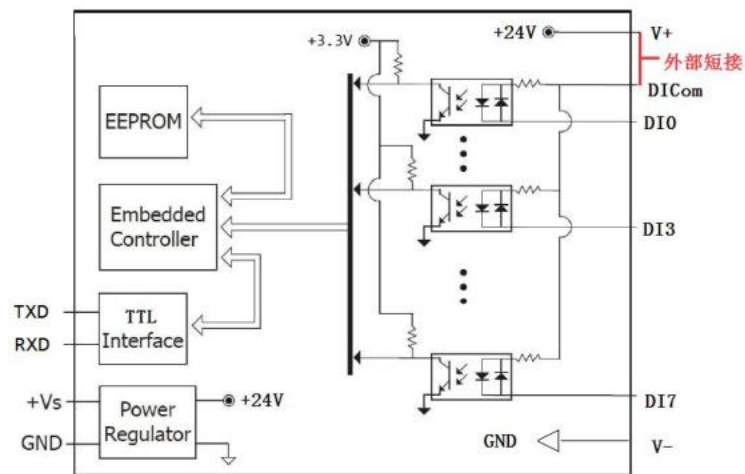 +24V
V+
外部短接
+3.3V
DICom
EEPROM
DI0
Embedded
Controller
DI3
TXD
TTL
RXD
Interface
+Vs
Power
+24V
DI7
Regulator
GND
GND
V-